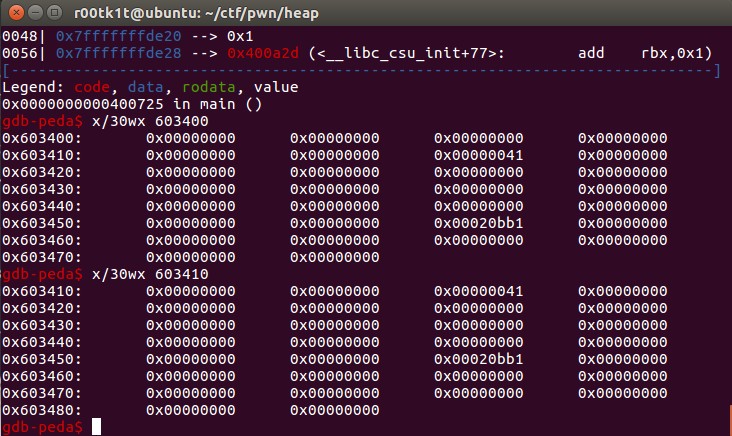 r00tk1t@ubuntu: ~/ctf/pwn/heap
0048| 0x7fffffffde20 --> 0x1
0056| 0x7fffffffde28 --> 0x400a2d (<__libc_csu_init+77>: add rbx,0x1)
[------------------------------------------------------------------------------]
Legend: code, data, rodata, value
0x0000000000400725 in main ()
gdb-peda$ x/30wx 603400
0x603400: 0x00000000 0x00000000 0x00000000 0x00000000
0x603410: 0x00000000 0x00000000 0x00000041 0x00000000
0x603420: 0x00000000 0x00000000 0x00000000 0x00000000
0x603430: 0x00000000 0x00000000 0x00000000 0x00000000
0x603440: 0x00000000 0x00000000 0x00000000 0x00000000
0x603450: 0x00000000 0x00000000 0x00020bb1 0x00000000
0x603460: 0x00000000 0x00000000 0x00000000 0x00000000
0x603470: 0x00000000 0x00000000
gdb-peda$ x/30wx 603410
0x603410: 0x00000000 0x00000000 0x00000041 0x00000000
0x603420: 0x00000000 0x00000000 0x00000000 0x00000000
0x603430: 0x00000000 0x00000000 0x00000000 0x00000000
0x603440: 0x00000000 0x00000000 0x00000000 0x00000000
0x603450: 0x00000000 0x00000000 0x00020bb1 0x00000000
0x603460: 0x00000000 0x00000000 0x00000000 0x00000000
0x603470: 0x00000000 0x00000000 0x00000000 0x00000000
0x603480: 0x00000000 0x00000000
gdb-peda$